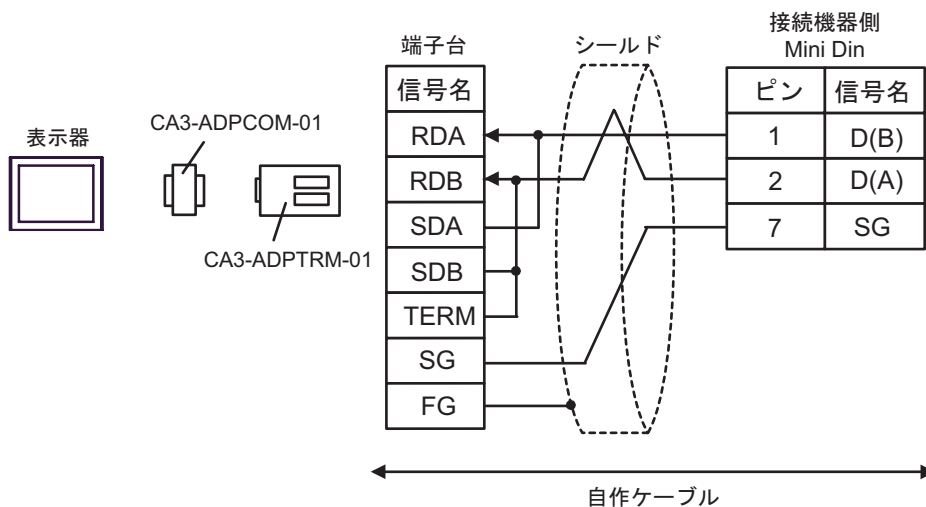 表示器
CA3-ADPCOM-01
CA3-ADPTRM-01
端子台
信号名
RDA
RDB
SDA
SDB
TERM
SG
FG
シールド
接続機器側
Mini Din
ピン 信号名
1 D(B)
2 D(A)
7 SG
自作ケーブル